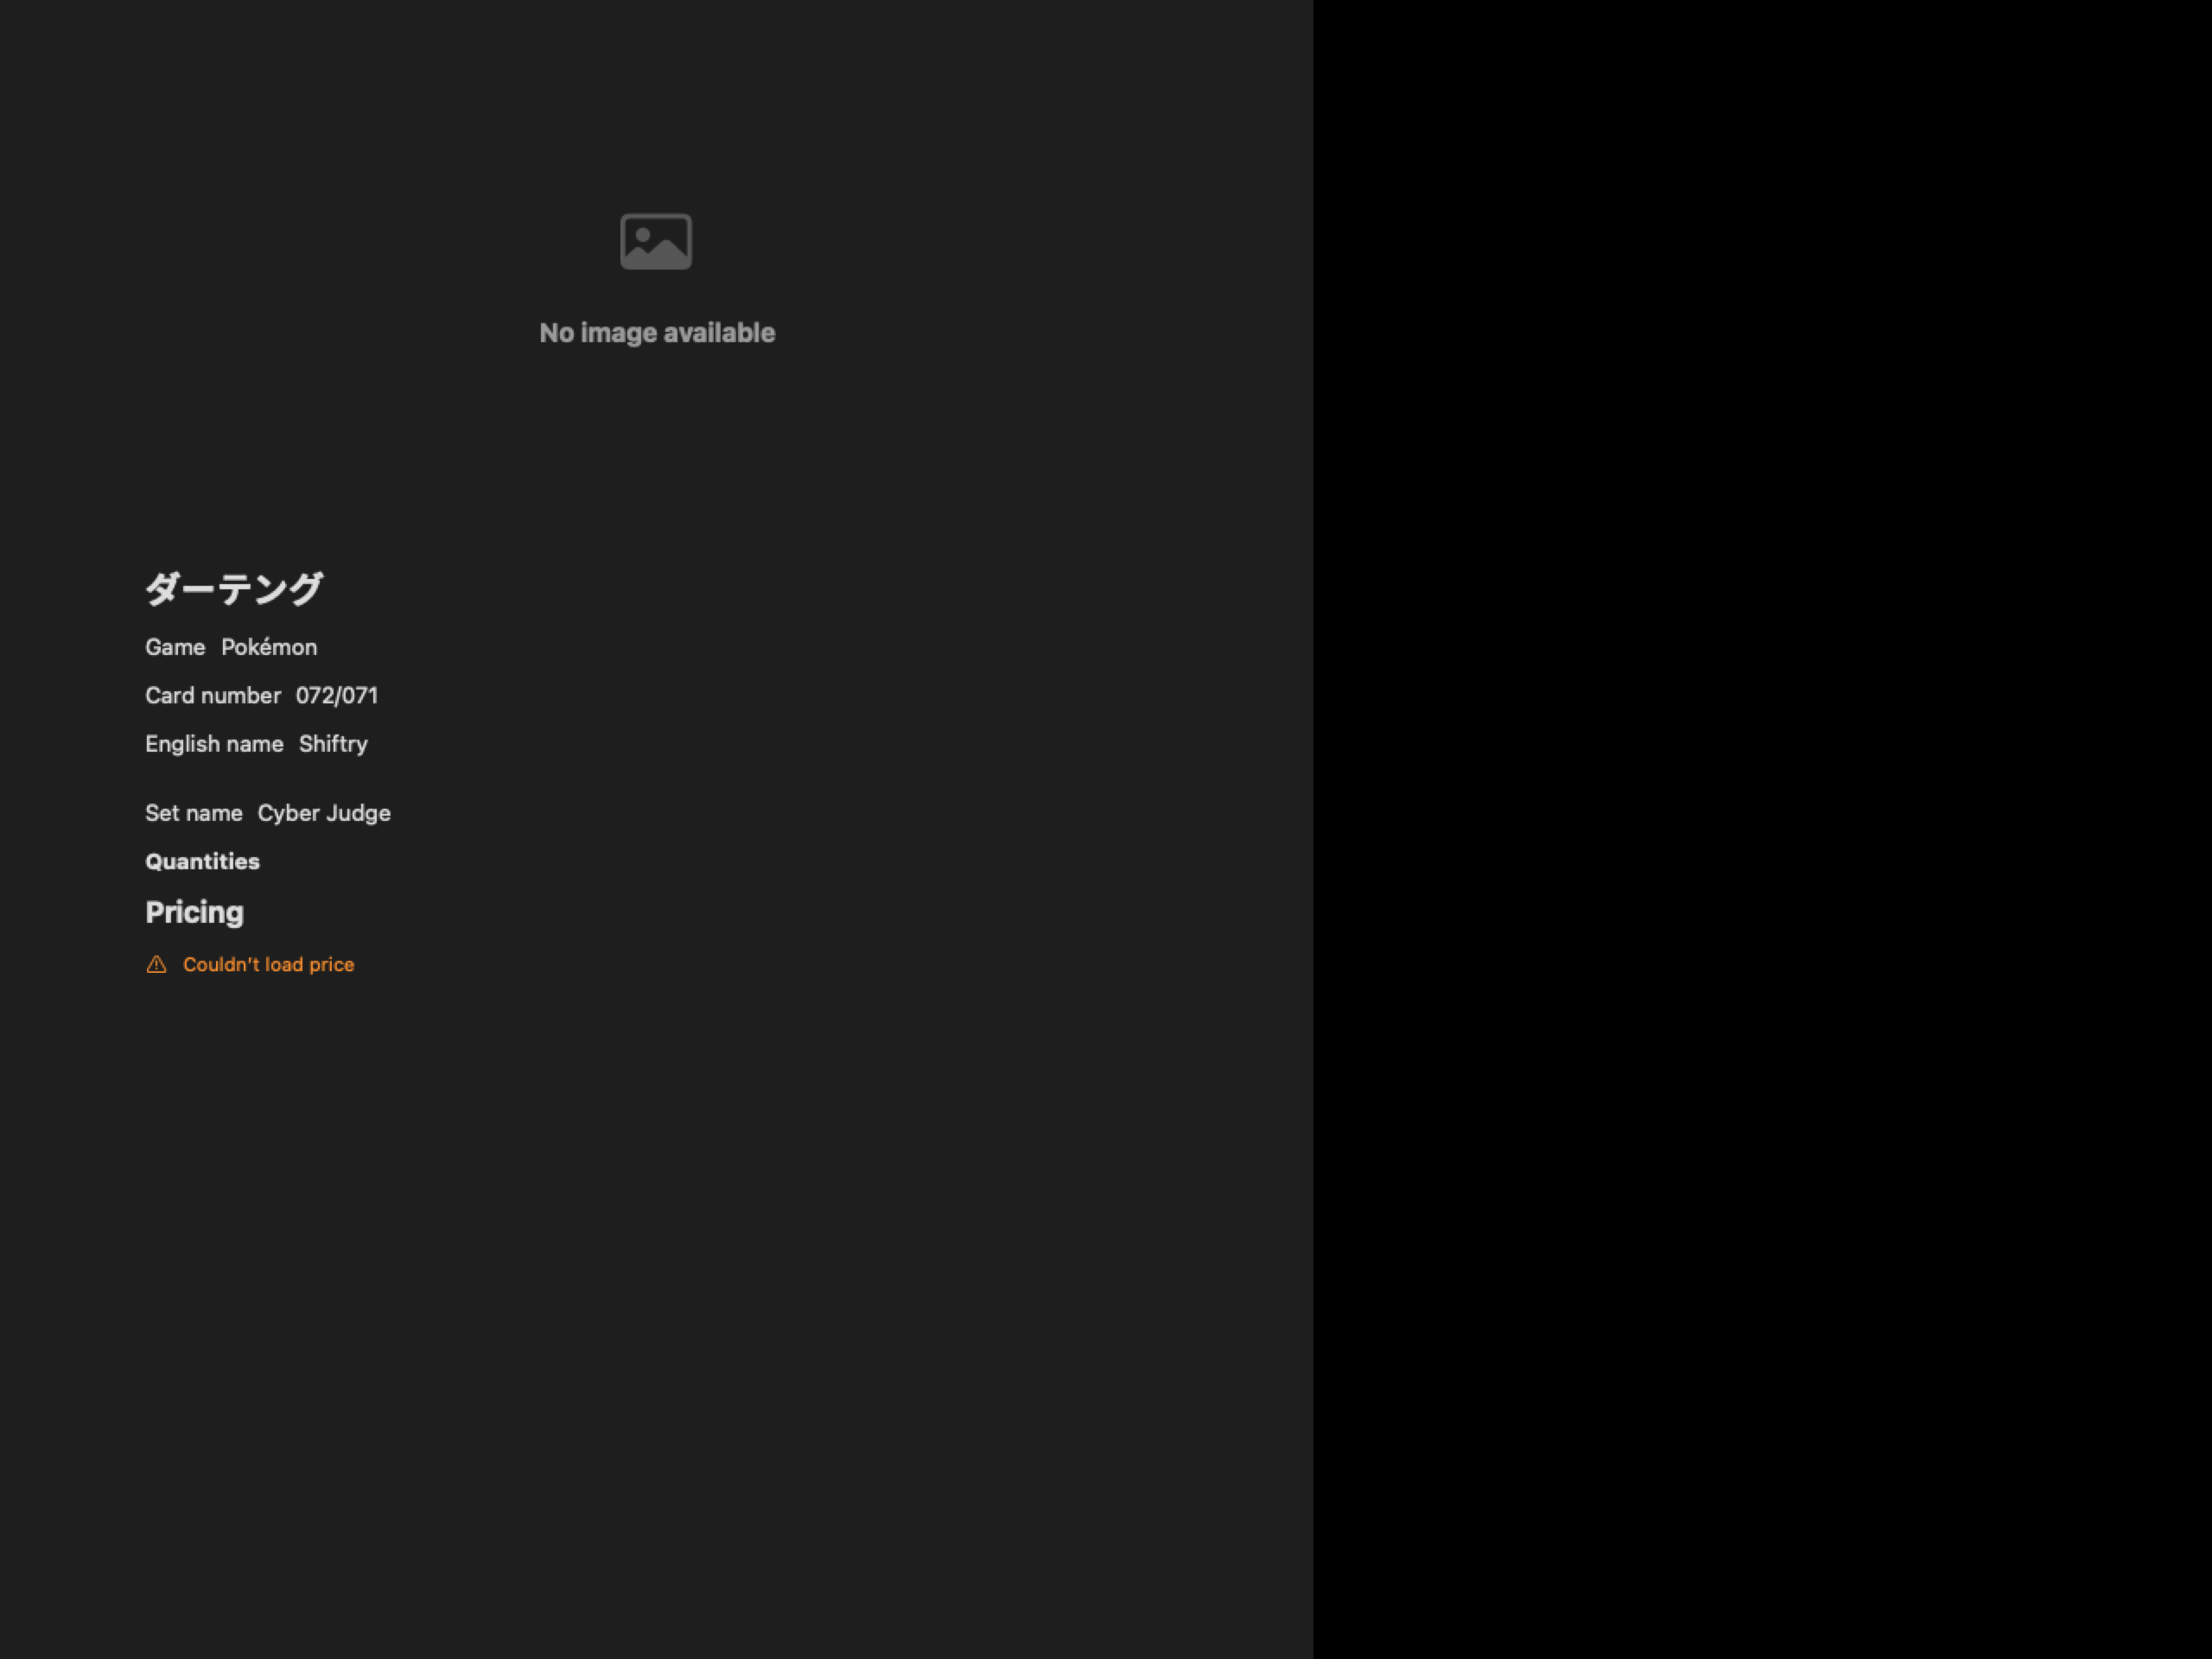 No image available
ダーテング
Game Pokémon
Card number 072/071
English name Shiftry
Set name Cyber Judge
Quantities
Pricing
Couldn't load price